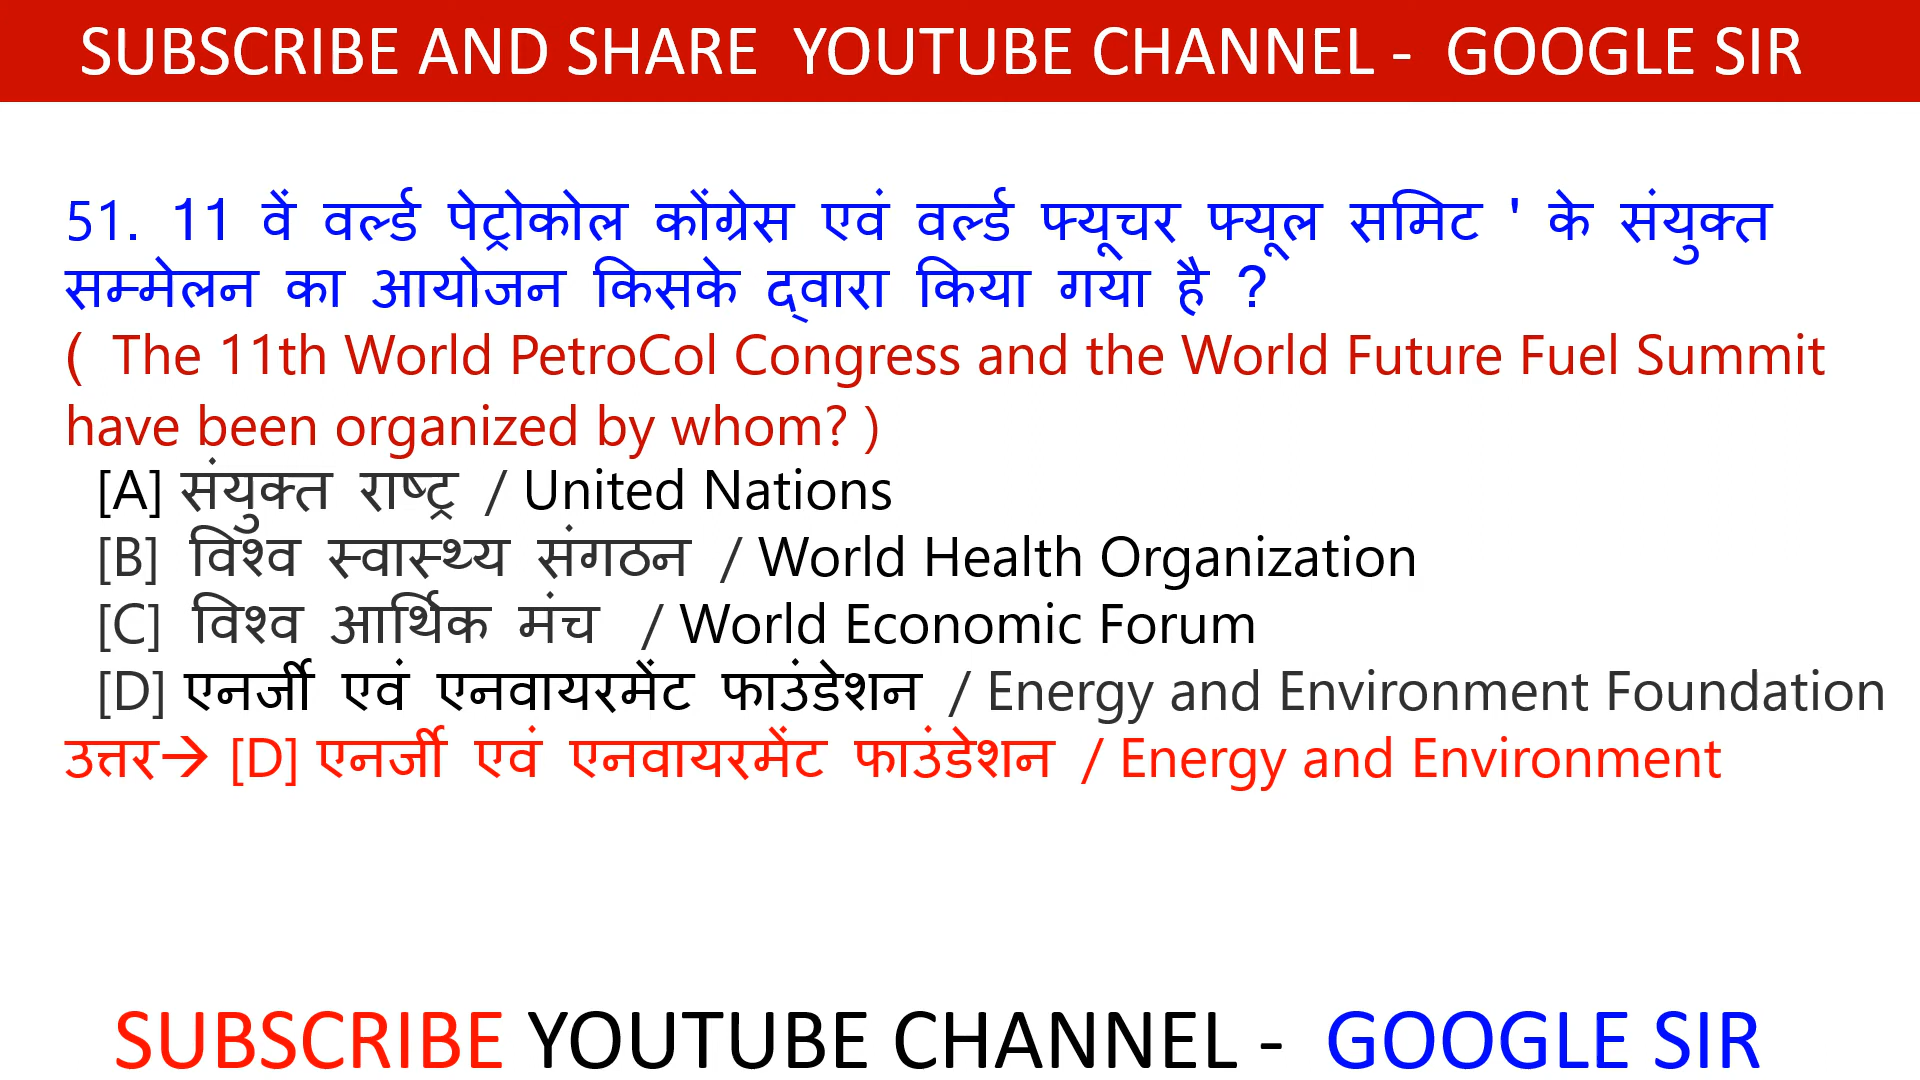 SUBSCRIBE AND SHARE YOUTUBE CHANNEL - GOOGLE SIR
51. 11 वें वर्ल्ड पेट्रोकोल कोंग्रेस एवं वर्ल्ड फ्यूचर फ्यूल समिट ' के संयुक्त
सम्मेलन का आयोजन किसके द्वारा किया गया है ?
( The 11th World PetroCol Congress and the World Future Fuel Summit
have been organized by whom? )
[A] संयुक्त राष्ट्र / United Nations
[B] विश्व स्वास्थ्य संगठन / World Health Organization
[C] विश्व आर्थिक मंच / World Economic Forum
[D] एनर्जी एवं एनवायरमेंट फाउंडेशन / Energy and Environment Foundation
उत्तर→ [D] एनर्जी एवं एनवायरमेंट फाउंडेशन / Energy and Environment
SUBSCRIBE YOUTUBE CHANNEL - GOOGLE SIR